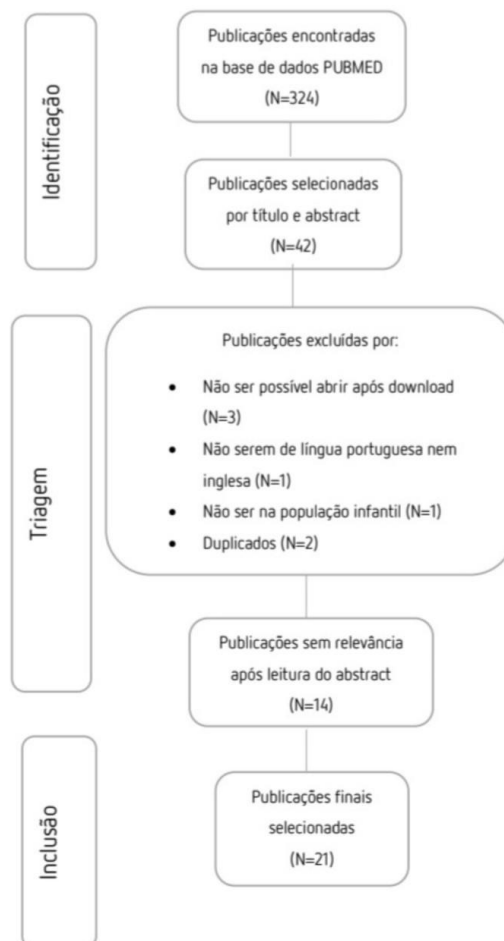 Identificação
Publicações encontradas
na base de dados PUBMED
(N=324)
Publicações selecionadas
por título e abstract
(N=42)
Triagem
Publicações excluídas por:
• Não ser possível abrir após download
(N=3)
• Não serem de língua portuguesa nem
inglesa (N=1)
• Não ser na população infantil (N=1)
• Duplicados (N=2)
Publicações sem relevância
após leitura do abstract
(N=14)
Inclusão
Publicações finais
selecionadas
(N=21)